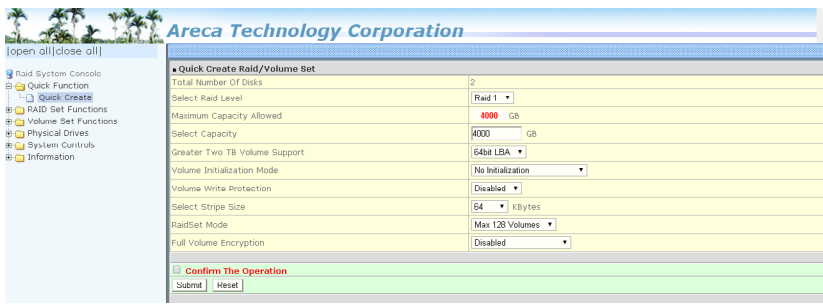 Areca Technology Corporation
|open all|close all|
Raid System Console
Quick Function
Quick Create
RAID Set Functions
Volume Set Functions
Physical Drives
System Controls
Information
Quick Create Raid/Volume Set
Total Number Of Disks 2
Select Raid Level Raid 1
Maximum Capacity Allowed 4000 GB
Select Capacity 4000 GB
Greater Two TB Volume Support 64bit LBA
Volume Initialization Mode No Initialization
Volume Write Protection Disabled
Select Stripe Size 64 KBytes
RaidSet Mode Max 128 Volumes
Full Volume Encryption Disabled
Confirm The Operation
Submit Reset